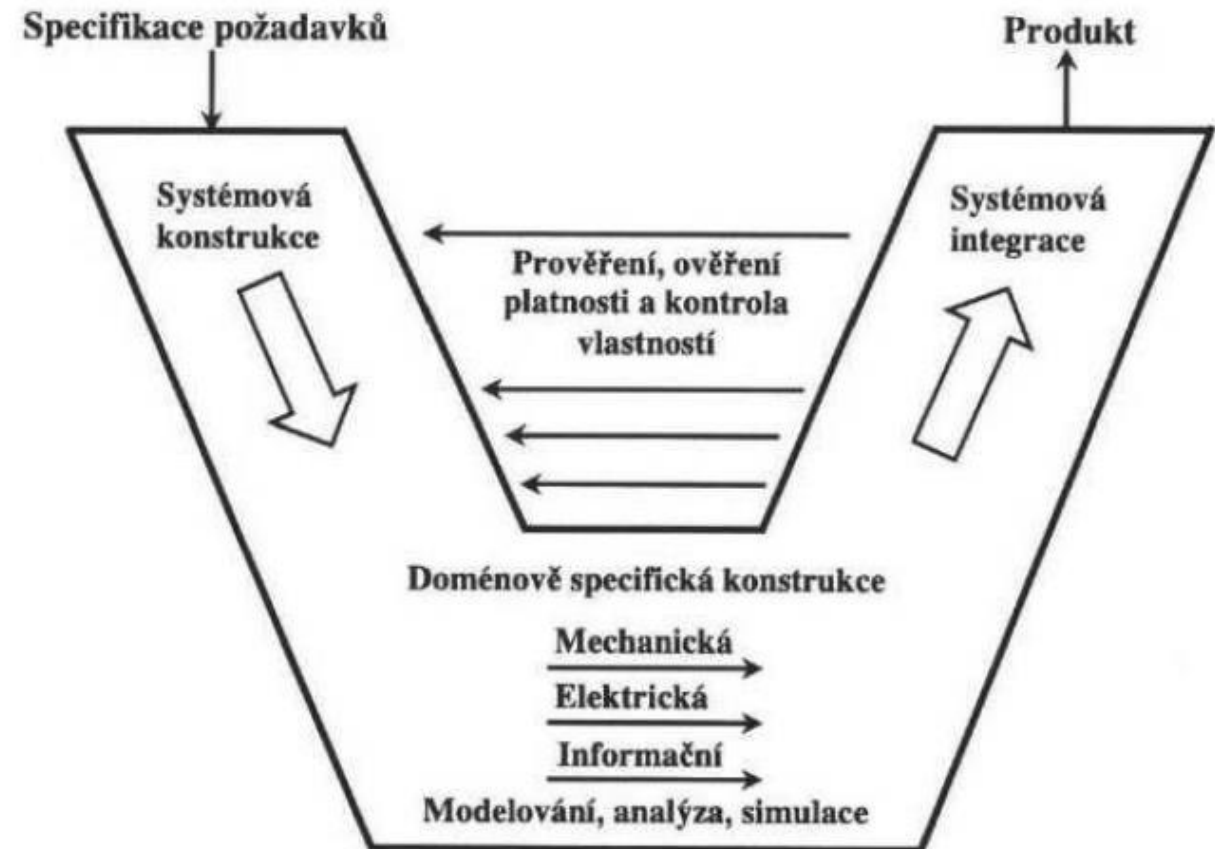 Specifikace požadavků
Produkt
Systémová
konstrukce
Systémová
integrace
Prověření, ověření
platnosti a kontrola
vlastností
Doménově specifická konstrukce
Mechanická
Elektrická
Informační
Modelování, analýza, simulace